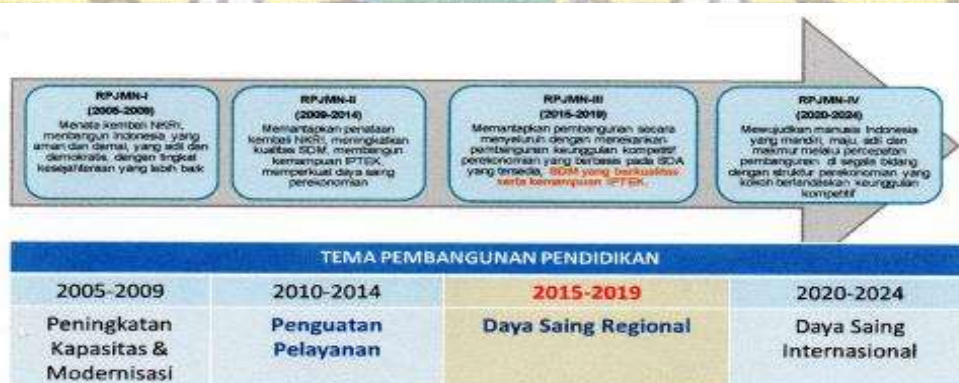 RPJMN-I
(2005-2009)
Menata kembali NKRI,
membangun Indonesia yang
aman dan damai, yang adil dan
demokratis, dengan tingkat
kesejahteraan yang lebih baik
RPJMN-II
(2009-2014)
Memantapkan penataan
kembali NKRI, meningkatkan
kualitas SDM, membangun
kemampuan IPTEK,
memperkuat daya saing
perekonomian
RPJMN-III
(2015-2019)
Memantapkan pembangunan secara
menyeluruh dengan menekankan
pembangunan keunggulan kompetitif
perekonomian yang berbasis pada SDA
yang tersedia, SDM yang berkualitas
serta kemampuan IPTEK.
RPJMN-IV
(2020-2024)
Mewujudkan manusia Indonesia
yang mandiri, maju, adil dan
makmur melalui percepatan
pembangunan di segala bidang
dengan struktur perekonomian yang
kokoh berlandaskan keunggulan
kompetitif
TEMA PEMBANGUNAN PENDIDIKAN
2005-2009
2010-2014
2015-2019
2020-2024
Peningkatan
Kapasitas &
Modernisasi
Penguatan
Pelayanan
Daya Saing Regional
Daya Saing
Internasional